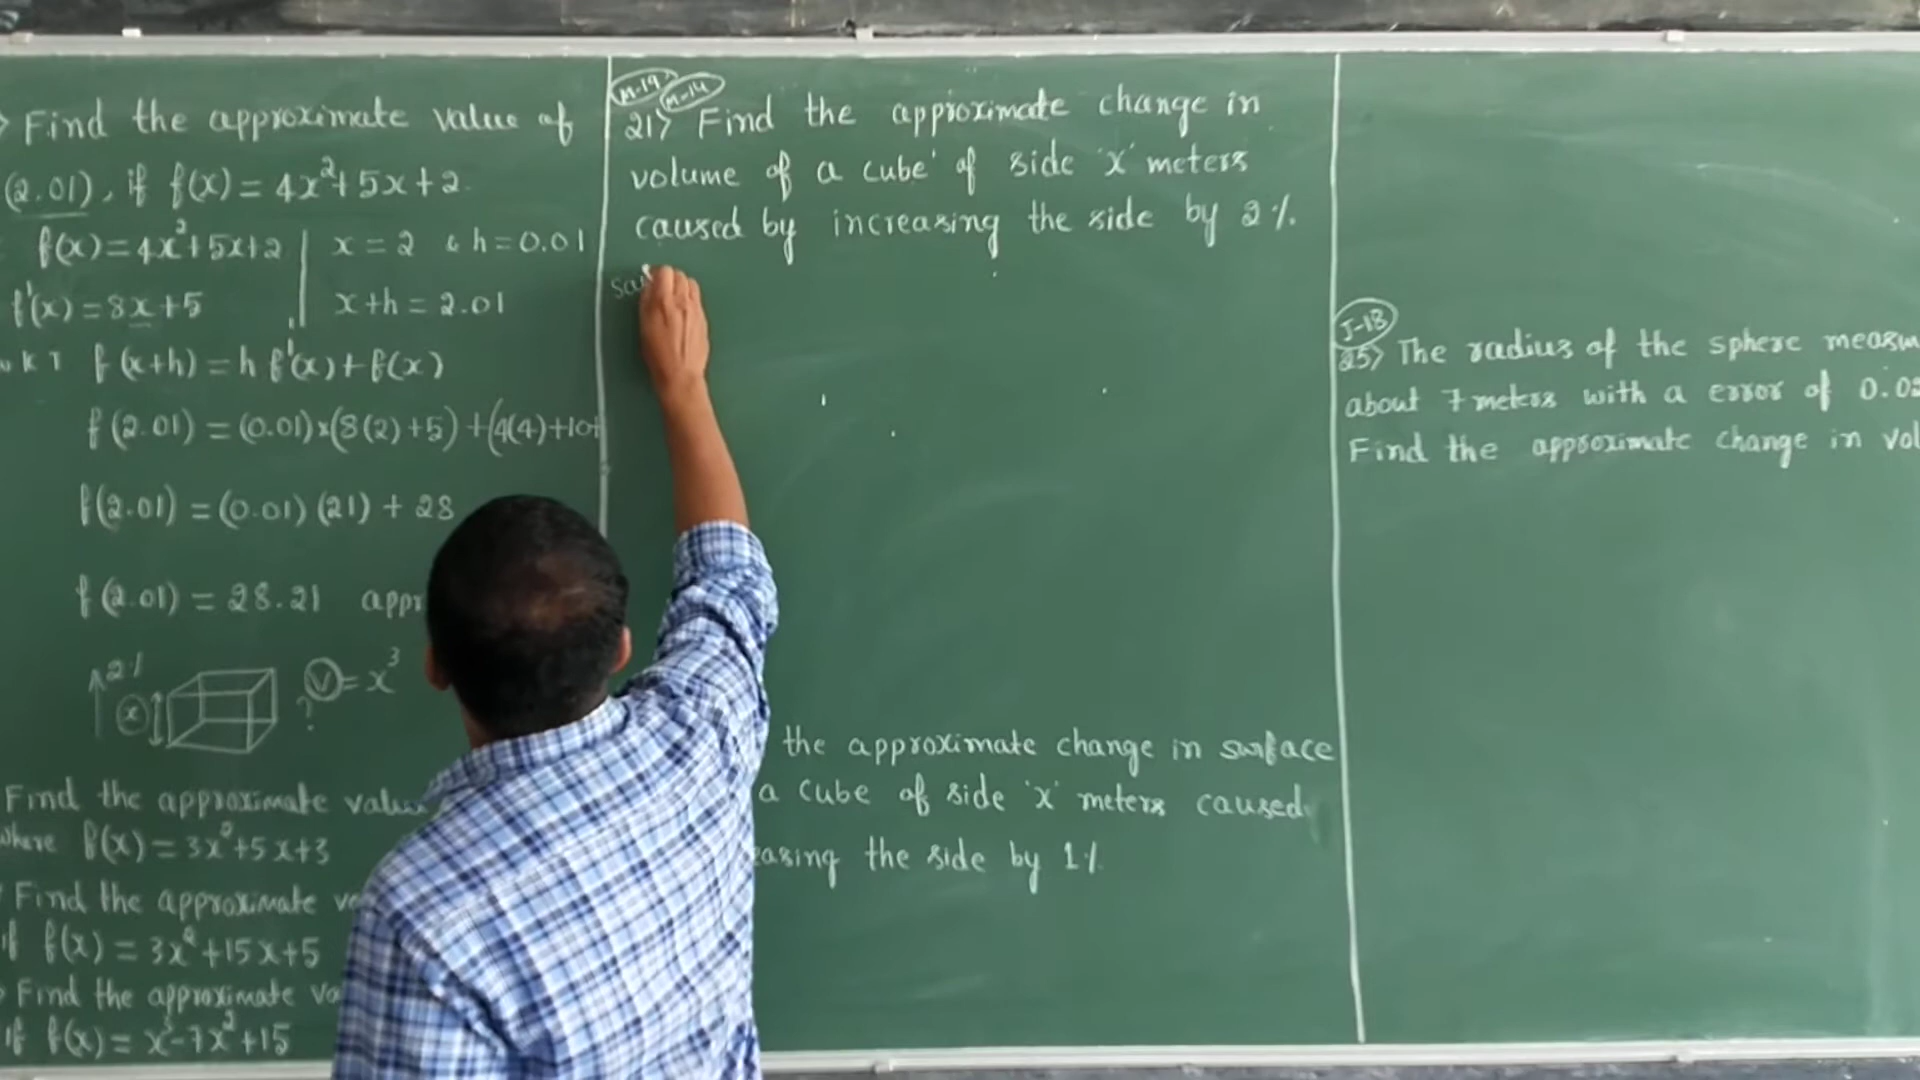 > Find the approximate value of
(2.01), if f(x) = 4x²+5x+2.
f(x) = 4x²+5x+2 | x = 2 & h = 0.01
f'(x) = 8x+5 | x+h = 2.01
K T f(x+h) = h f'(x) + f(x)
f(2.01) = (0.01)×(8(2)+5) + (4(4)+10+
f(2.01) = (0.01) (21) + 28
f(2.01) = 28.21 appr
2% x V = x³
?
Find the approximate value
where f(x) = 3x²+5x+3
Find the approximate v
if f(x) = 3x²+15x+5
> Find the approximate va
if f(x) = x³-7x²+15
M-19 M-14
21> Find the approximate change in
volume of a cube of side 'x' meters
caused by increasing the side by 2%.
the approximate change in surface
a cube of side 'x' meters caused
easing the side by 1%.
J-18
25> The radius of the sphere measu
about 7 meters with a error of 0.02
Find the approximate change in vol